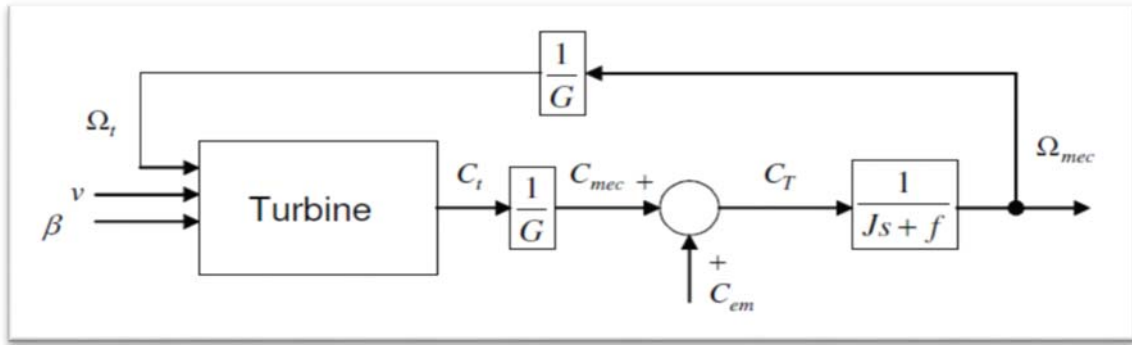 1
G
Ω_t
Ω_mec
v
β
Turbine
C_t
1
G
C_mec +
C_T
1
Js + f
+
C_em